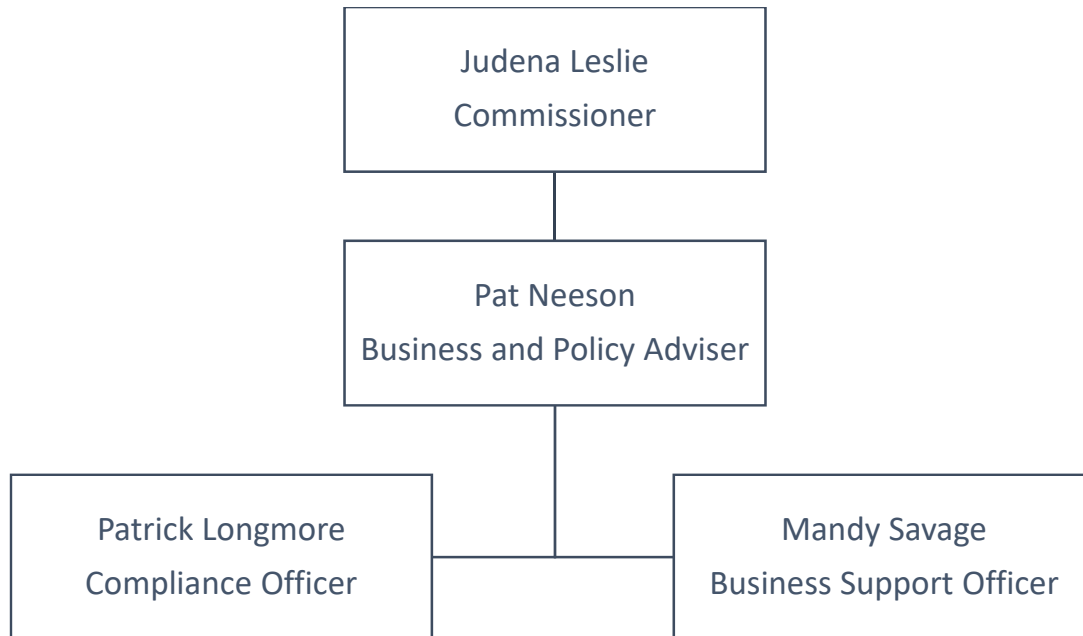 Judena Leslie
Commissioner
Pat Neeson
Business and Policy Adviser
Patrick Longmore
Compliance Officer
Mandy Savage
Business Support Officer